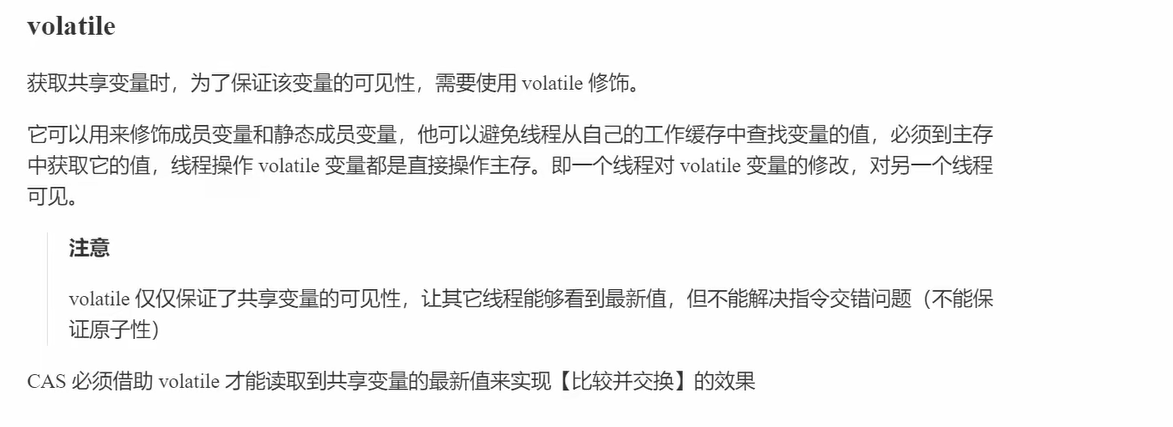 volatile
获取共享变量时，为了保证该变量的可见性，需要使用 volatile 修饰。
它可以用来修饰成员变量和静态成员变量，他可以避免线程从自己的工作缓存中查找变量的值，必须到主存
中获取它的值，线程操作 volatile 变量都是直接操作主存。即一个线程对 volatile 变量的修改，对另一个线程
可见。
注意
volatile 仅仅保证了共享变量的可见性，让其它线程能够看到最新值，但不能解决指令交错问题（不能保
证原子性）
CAS 必须借助 volatile 才能读取到共享变量的最新值来实现【比较并交换】的效果